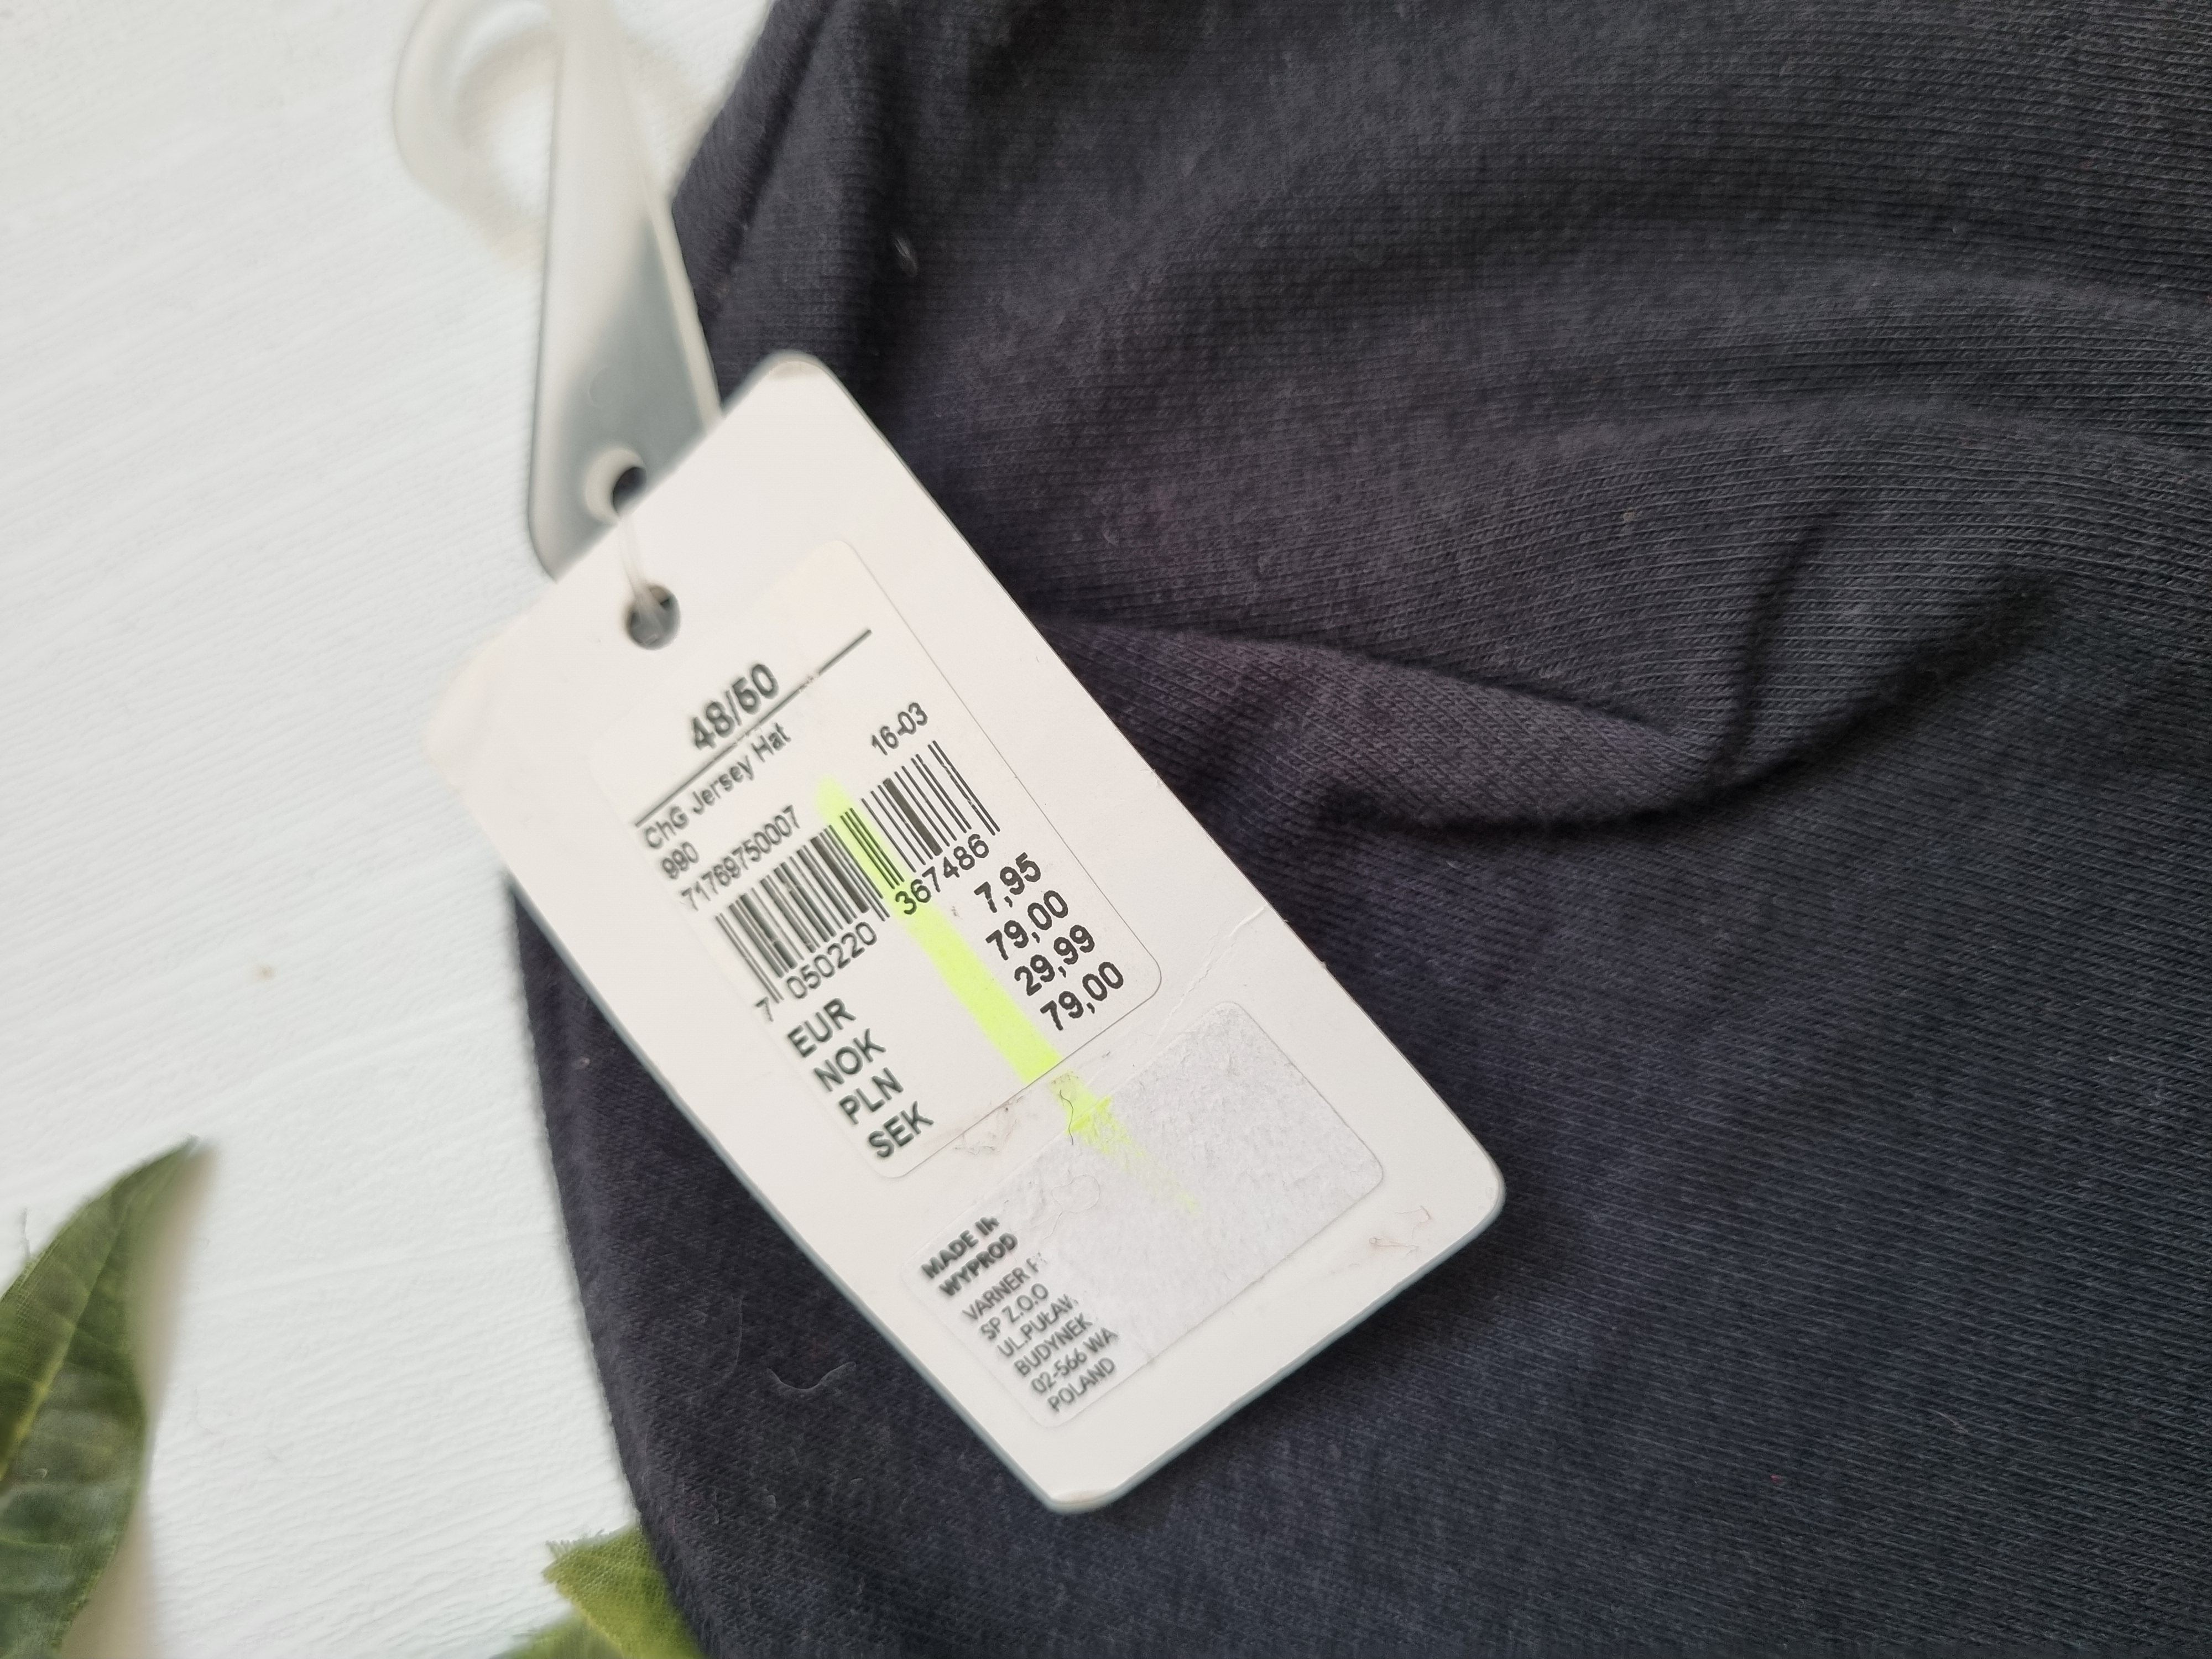 48/50
ChG Jersey Hat
990 16-03
71769750007
7 050220 367486
EUR 7,95
NOK 79,00
PLN 29,99
SEK 79,00
MADE IN
WYPROD
VARNER
SP Z.O.O
UL.PUŁAW
BUDYNEK
02-566 WA
POLAND